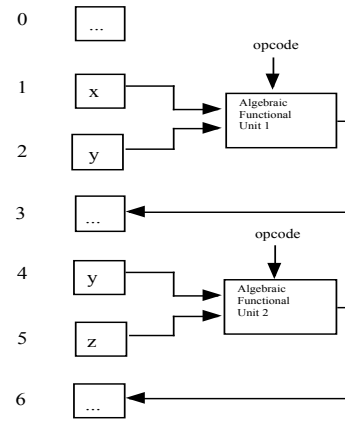 0 ...
opcode
1 x
Algebraic
Functional
Unit 1
2 y
3 ...
opcode
4 y
Algebraic
Functional
Unit 2
5 z
6 ...